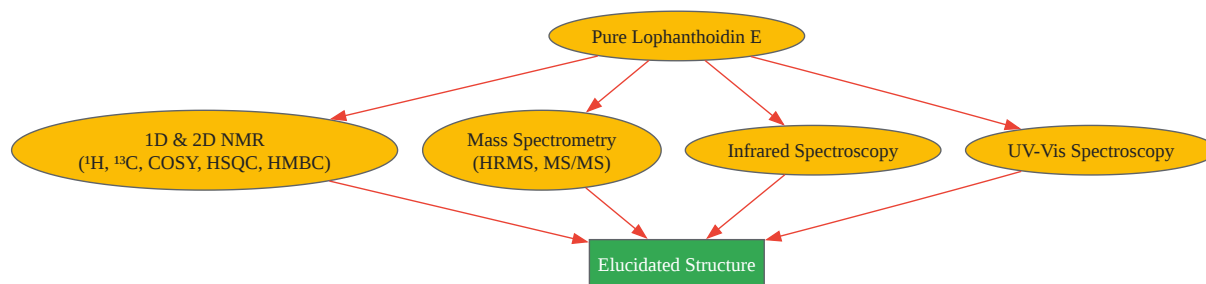 Pure Lophanthoidin E
1D & 2D NMR
(¹H, ¹³C, COSY, HSQC, HMBC)
Mass Spectrometry
(HRMS, MS/MS)
Infrared Spectroscopy
UV-Vis Spectroscopy
Elucidated Structure